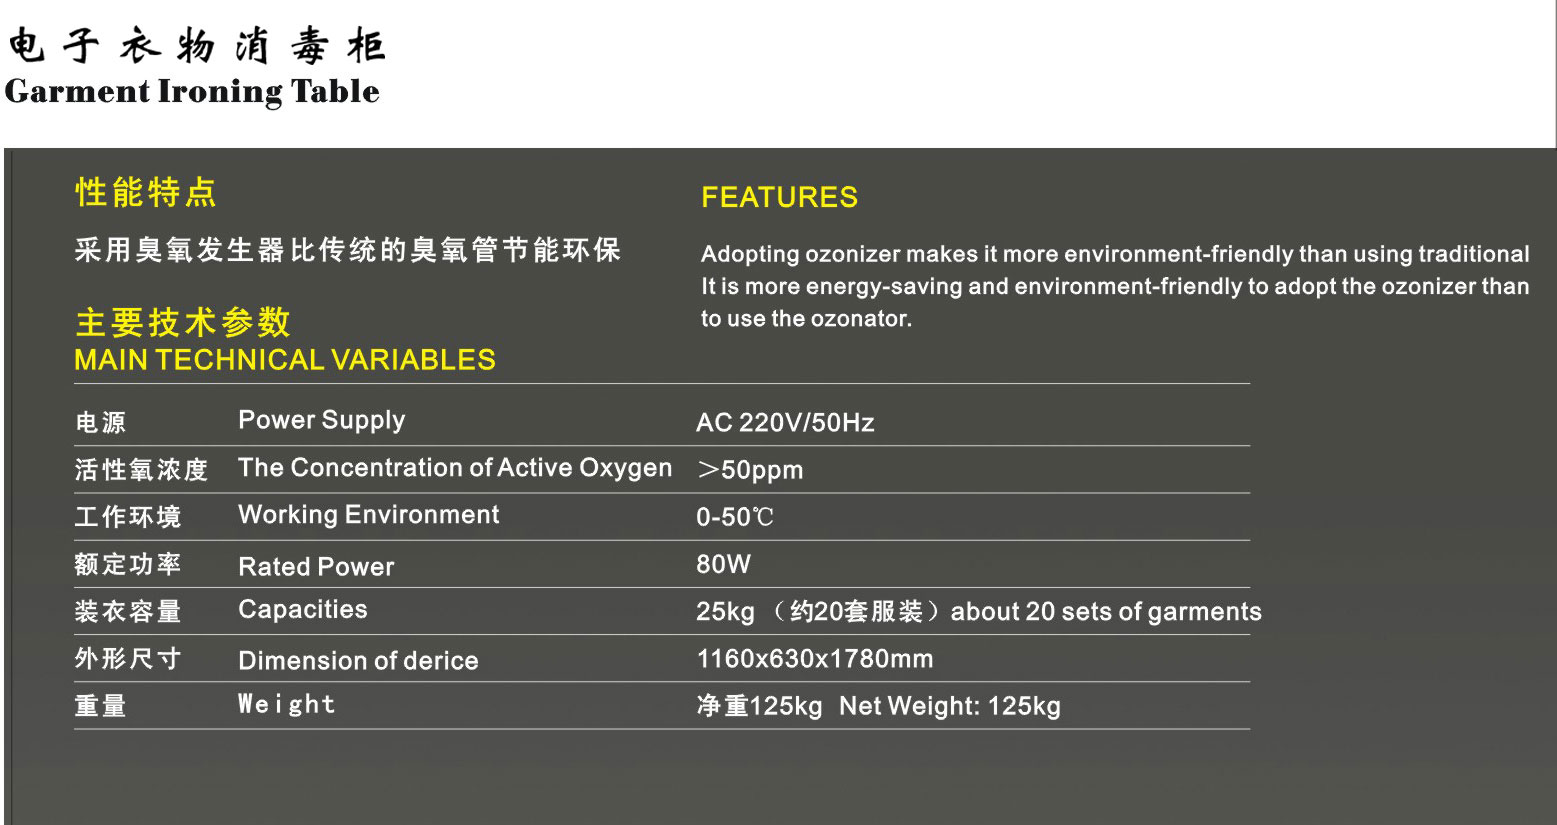 电子衣物消毒柜
Garment Ironing Table
性能特点
采用臭氧发生器比传统的臭氧管节能环保
FEATURES
Adopting ozonizer makes it more environment-friendly than using traditional
It is more energy-saving and environment-friendly to adopt the ozonizer than
to use the ozonator.
主要技术参数
MAIN TECHNICAL VARIABLES
电源 Power Supply AC 220V/50Hz
活性氧浓度 The Concentration of Active Oxygen ＞50ppm
工作环境 Working Environment 0-50℃
额定功率 Rated Power 80W
装衣容量 Capacities 25kg （约20套服装）about 20 sets of garments
外形尺寸 Dimension of derice 1160x630x1780mm
重量 Weight 净重125kg Net Weight: 125kg